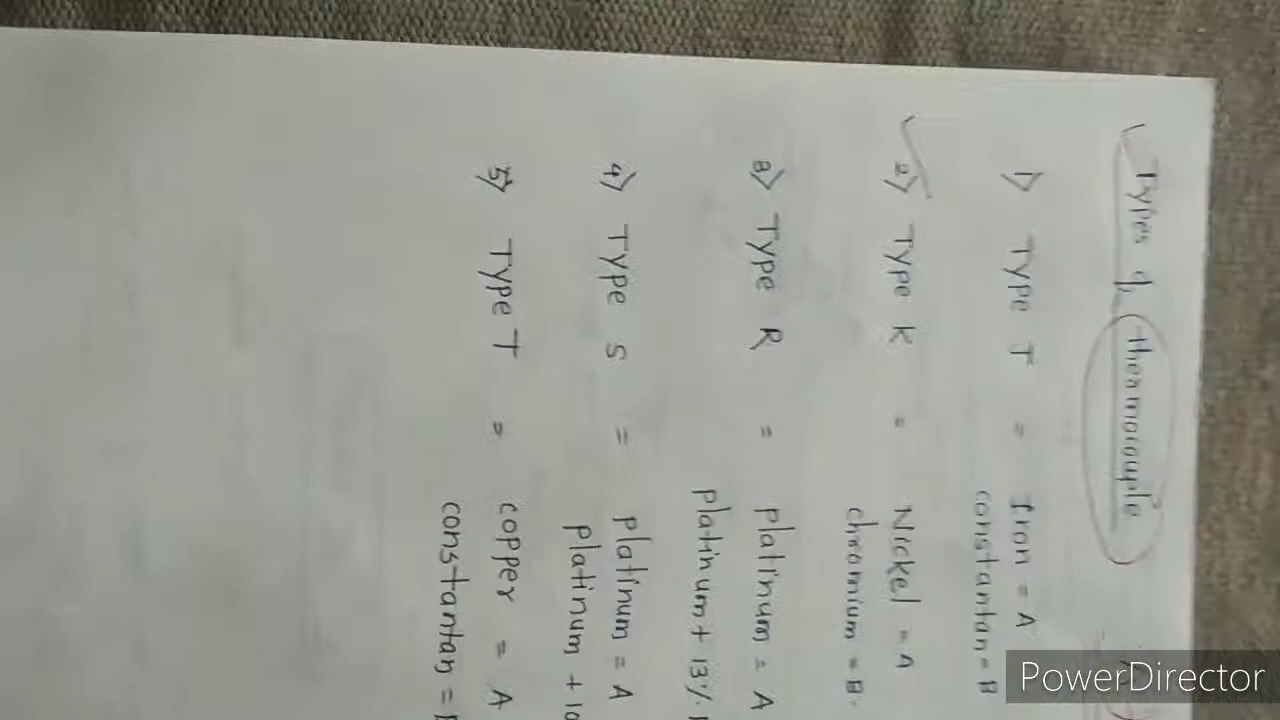 Types of thermocouple
1) Type T = Iron = A
constantan = B
2) Type K = Nickel = A
chromium = B.
3) Type R = platinum = A
platinum + 13%
4) Type S = platinum = A
platinum + 10
5) Type T = copper = A
constantan =
PowerDirector